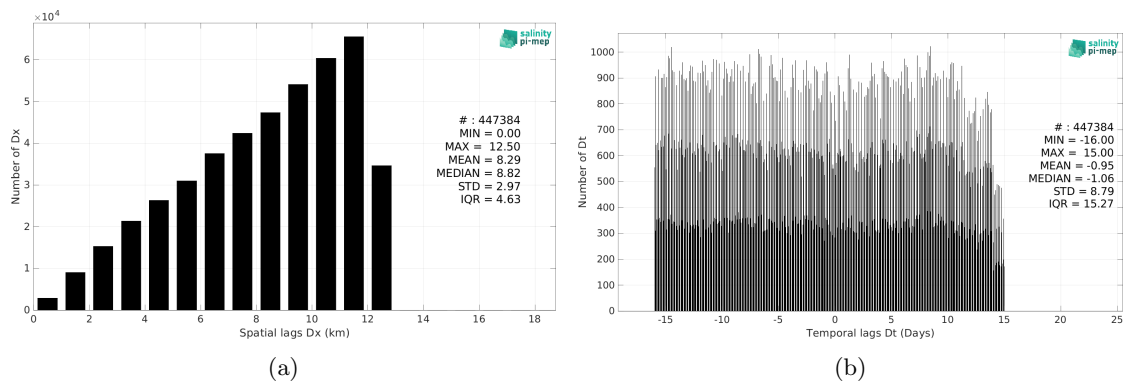 ×10⁴
6
5
4
3
2
1
0
Number of Dx
0 2 4 6 8 10 12 14 16 18
Spatial lags Dx (km)
salinity
pi-mep
# : 447384
MIN = 0.00
MAX = 12.50
MEAN = 8.29
MEDIAN = 8.82
STD = 2.97
IQR = 4.63
(a)
1000
900
800
700
600
500
400
300
200
100
0
Number of Dt
-15 -10 -5 0 5 10 15 20 25
Temporal lags Dt (Days)
salinity
pi-mep
# : 447384
MIN = -16.00
MAX = 15.00
MEAN = -0.95
MEDIAN = -1.06
STD = 8.79
IQR = 15.27
(b)